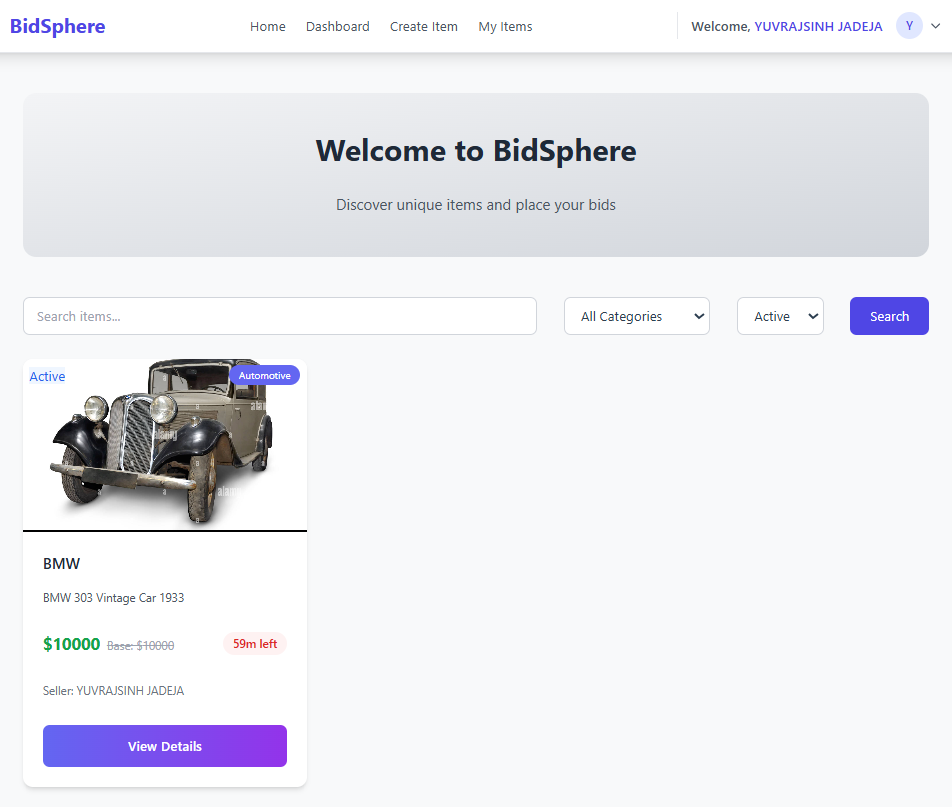 BidSphere
Home Dashboard Create Item My Items
Welcome, YUVRAJSINH JADEJA Y
Welcome to BidSphere
Discover unique items and place your bids
Search items...
All Categories
Active
Search
Active
Automotive
alamy
alamy
a
a
a
a
a
a
BMW
BMW 303 Vintage Car 1933
$10000 Base: $10000 59m left
Seller: YUVRAJSINH JADEJA
View Details